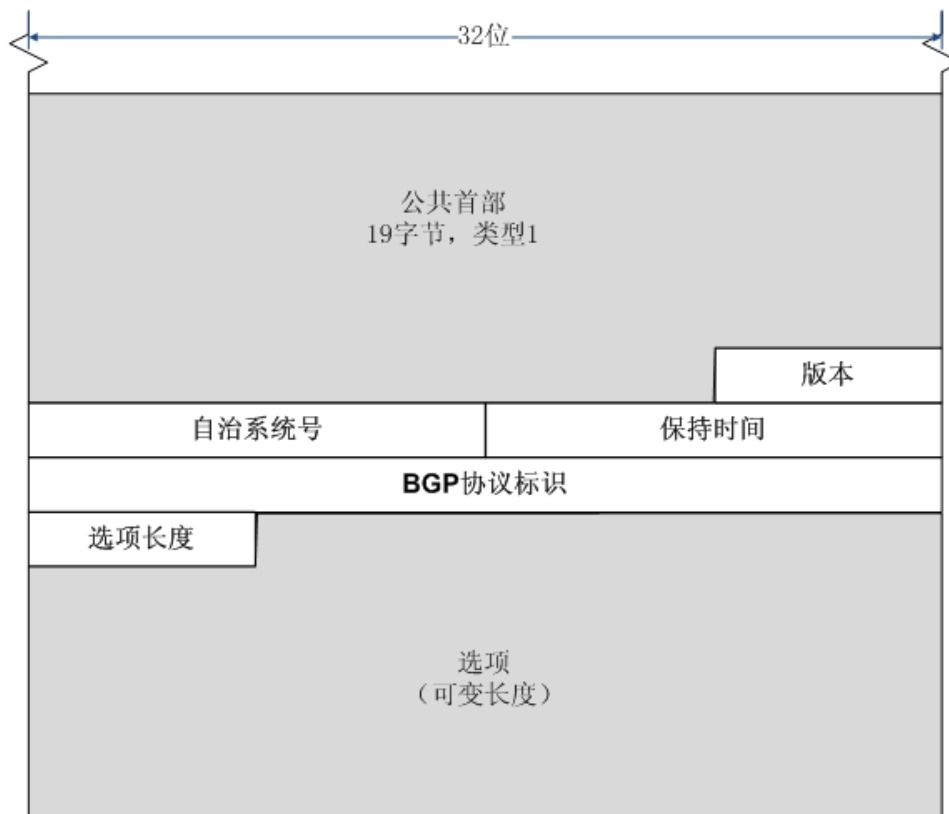 32位
公共首部
19字节，类型1
版本
自治系统号
保持时间
BGP协议标识
选项长度
选项
（可变长度）